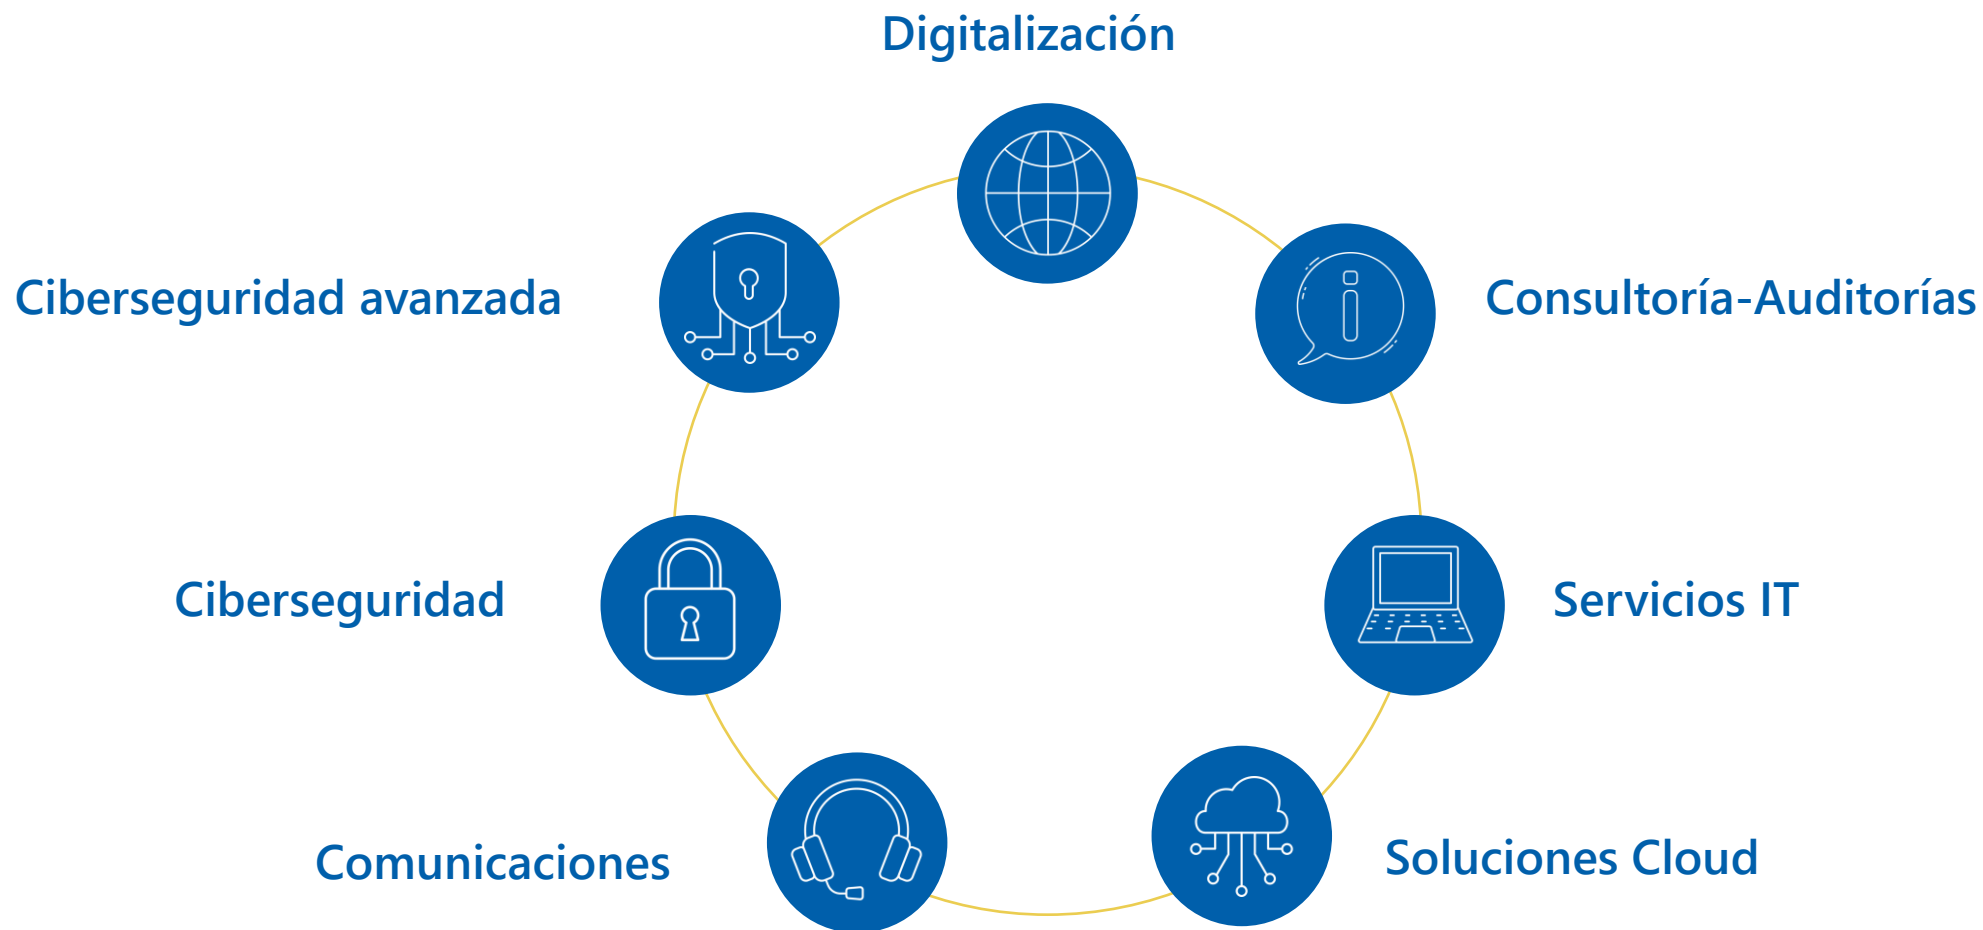 Digitalización
Ciberseguridad avanzada
Consultoría-Auditorías
Ciberseguridad
Servicios IT
Comunicaciones
Soluciones Cloud